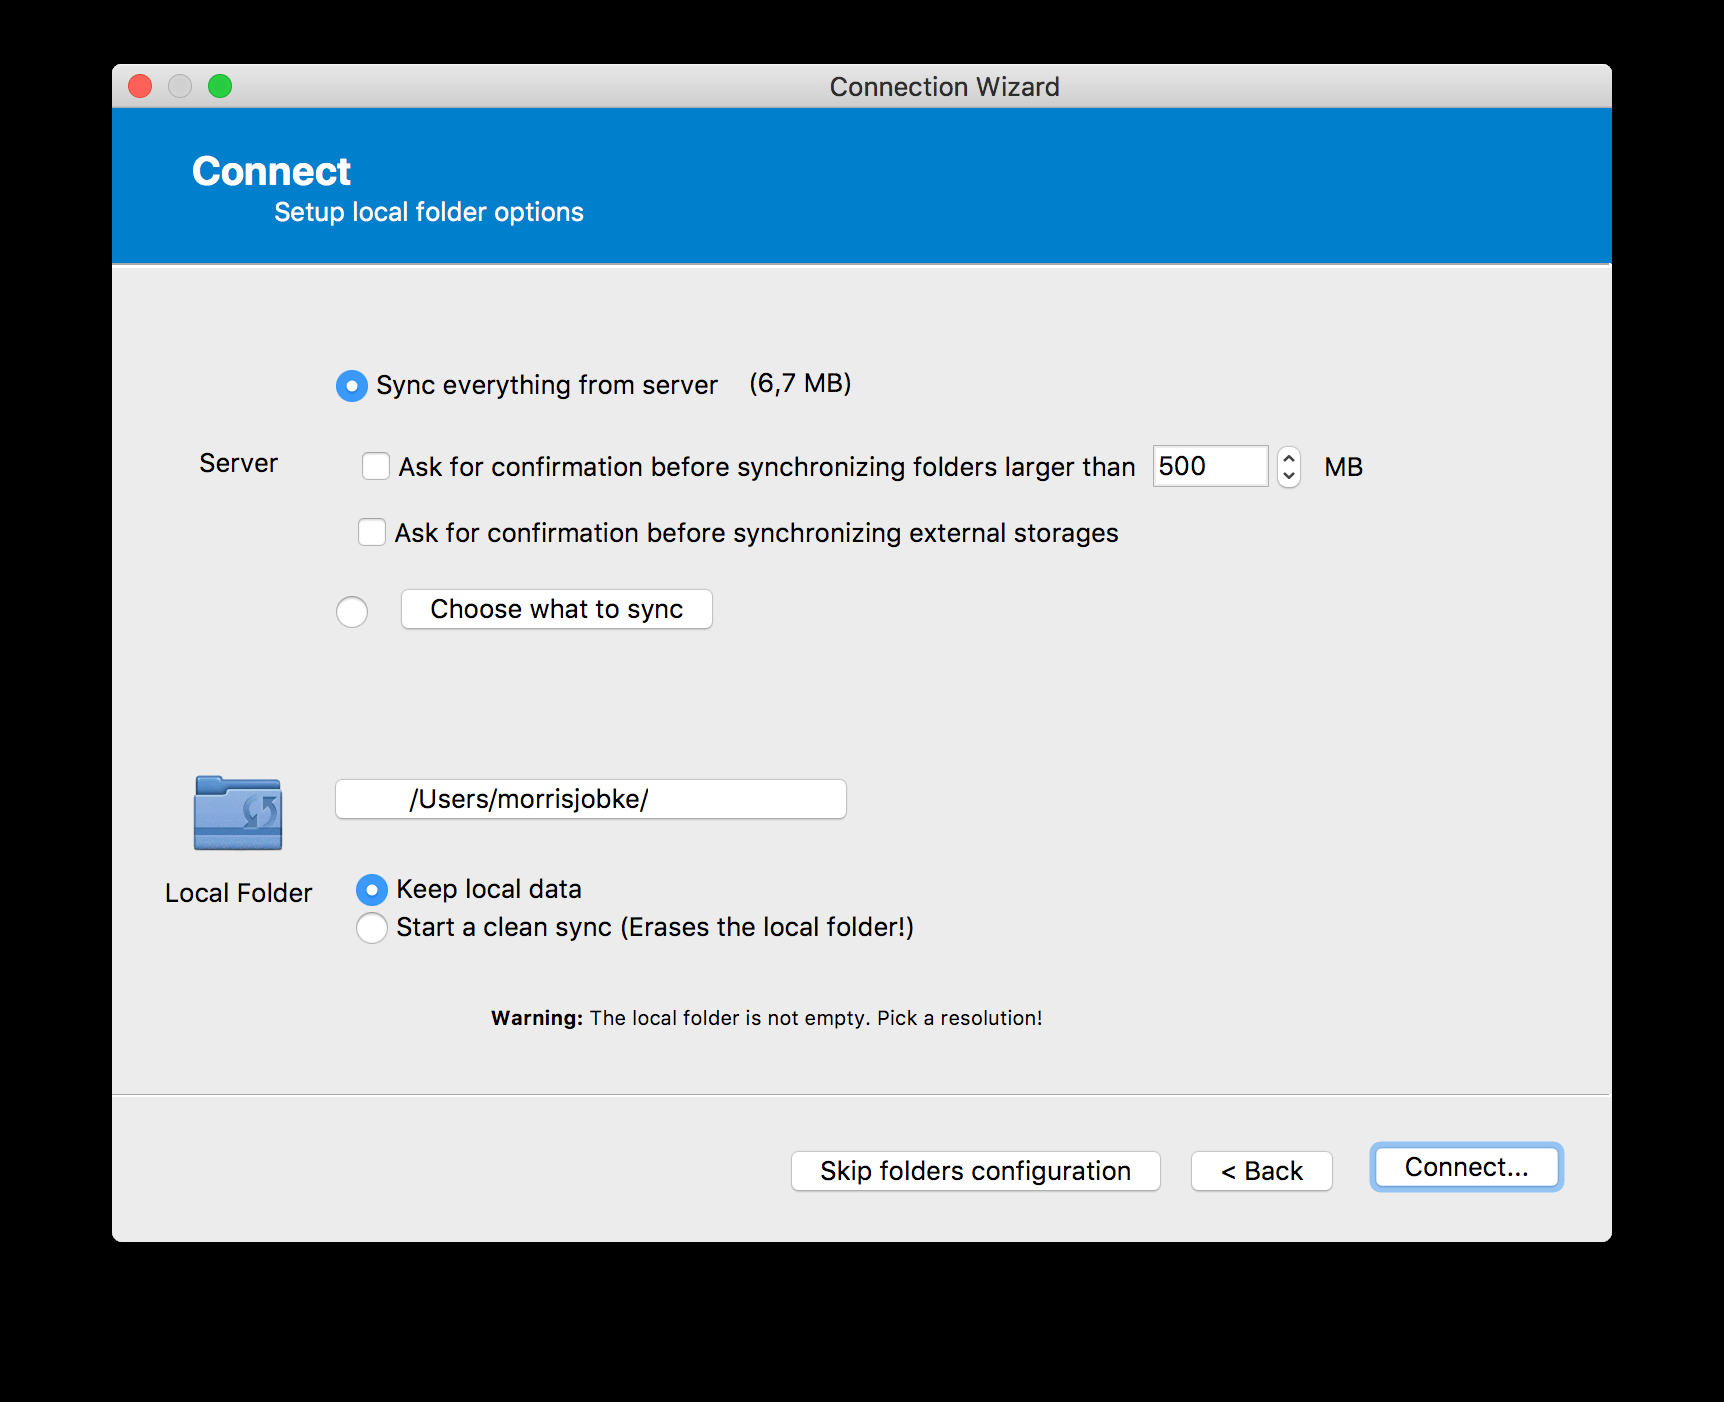 Connection Wizard
Connect
Setup local folder options
Sync everything from server (6,7 MB)
Server
Ask for confirmation before synchronizing folders larger than 500 MB
Ask for confirmation before synchronizing external storages
Choose what to sync
/Users/morrisjobke/
Local Folder
Keep local data
Start a clean sync (Erases the local folder!)
Warning: The local folder is not empty. Pick a resolution!
Skip folders configuration
< Back
Connect...